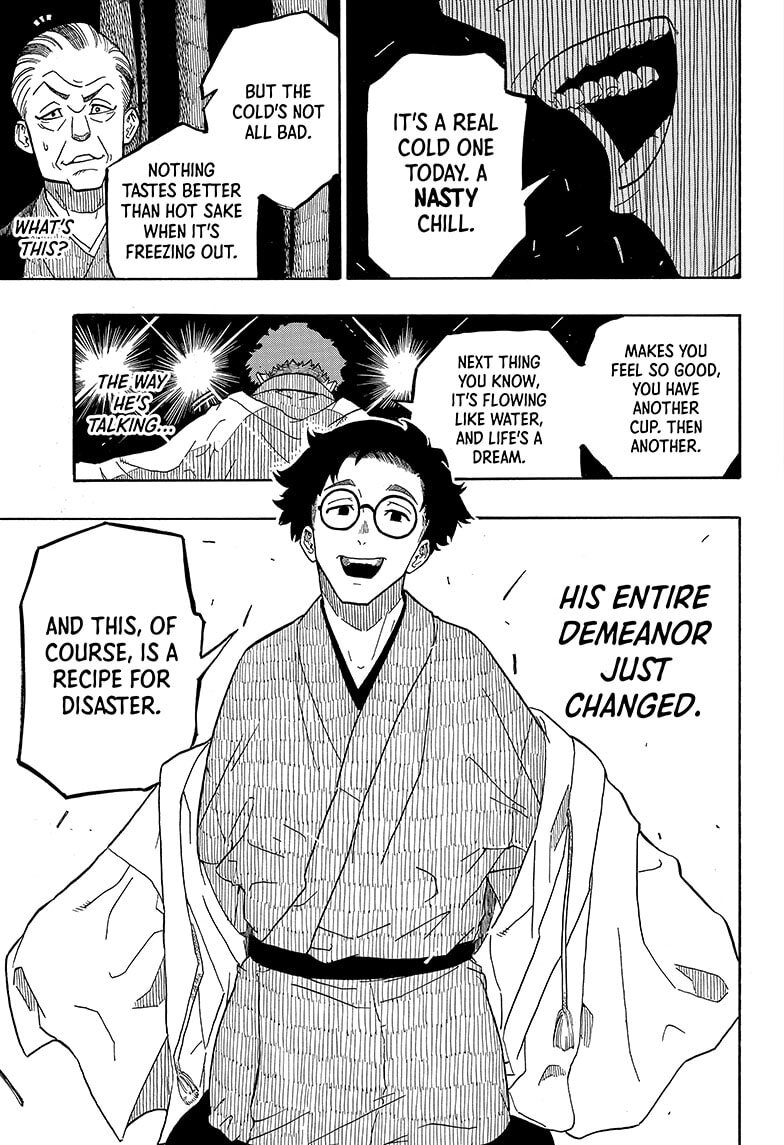 IT'S A REAL
COLD ONE
TODAY. A
NASTY
CHILL.
BUT THE
COLD'S NOT
ALL BAD.
NOTHING
TASTES BETTER
THAN HOT SAKE
WHEN IT'S
FREEZING OUT.
WHAT'S
THIS?
MAKES YOU
FEEL SO GOOD,
YOU HAVE
ANOTHER
CUP. THEN
ANOTHER.
NEXT THING
YOU KNOW,
IT'S FLOWING
LIKE WATER,
AND LIFE'S A
DREAM.
THE WAY
HE'S
TALKING...
HIS ENTIRE
DEMEANOR
JUST
CHANGED.
AND THIS, OF
COURSE, IS A
RECIPE FOR
DISASTER.